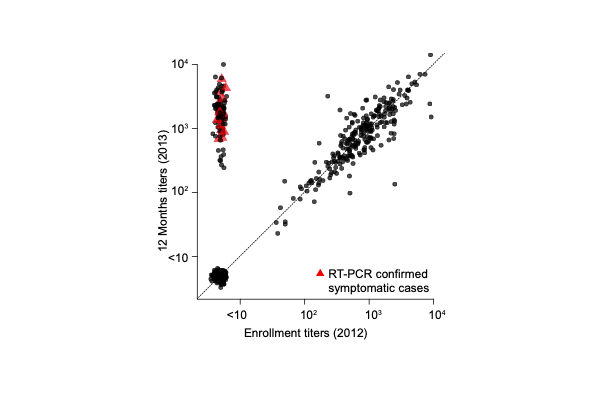 10⁴
10³
10²
<10
12 Months titers (2013)
RT-PCR confirmed
symptomatic cases
<10
10²
10³
10⁴
Enrollment titers (2012)